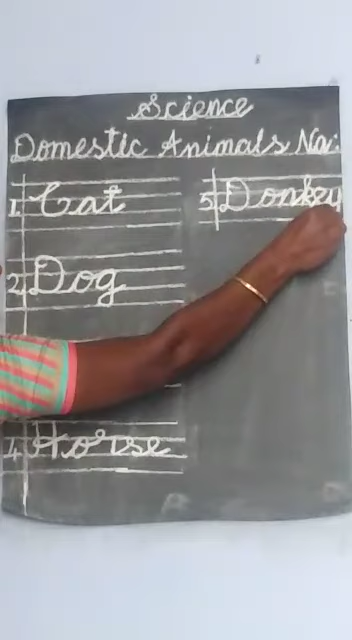 Science
Domestic Animals Na:
1. Cat
2. Dog
4. Horse
5. Donkey